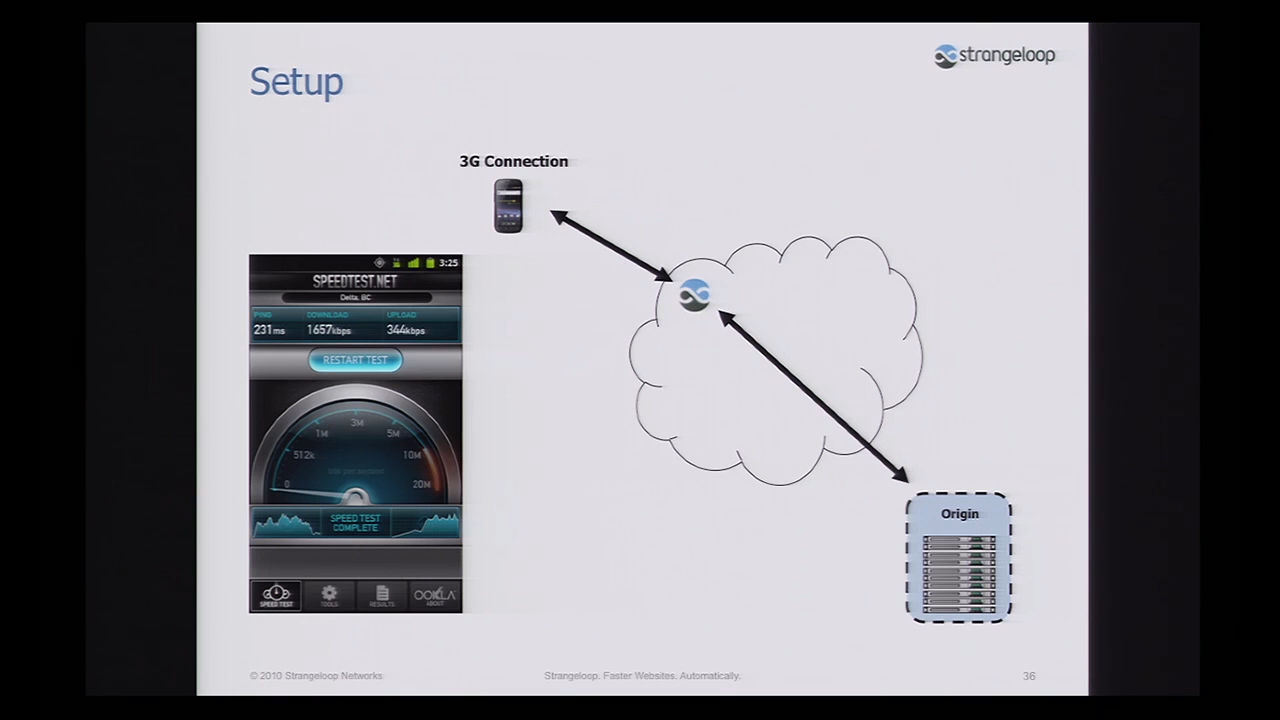 strangeloop
Setup
3G Connection
3:25
SPEEDTEST.NET
Delta, BC
PING DOWNLOAD UPLOAD
231ms 1657kbps 344kbps
RESTART TEST
3M
1M 5M
512k 10M
0 20M
SPEED TEST
COMPLETE
SPEED TEST TOOLS RESULTS OOKLA ABOUT
Origin
© 2010 Strangeloop Networks Strangeloop. Faster Websites. Automatically. 36